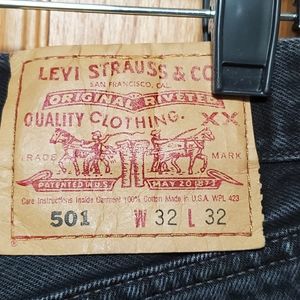 LEVI STRAUSS & CO
SAN FRANCISCO, CAL.
ORIGINAL RIVETED
QUALITY CLOTHING. XX
TRADE MARK
PATENTED IN U.S. MAY 20 1873
Care Instructions Inside Garment 100% Cotton Made in U.S.A. WPL 423
501 W 32 L 32